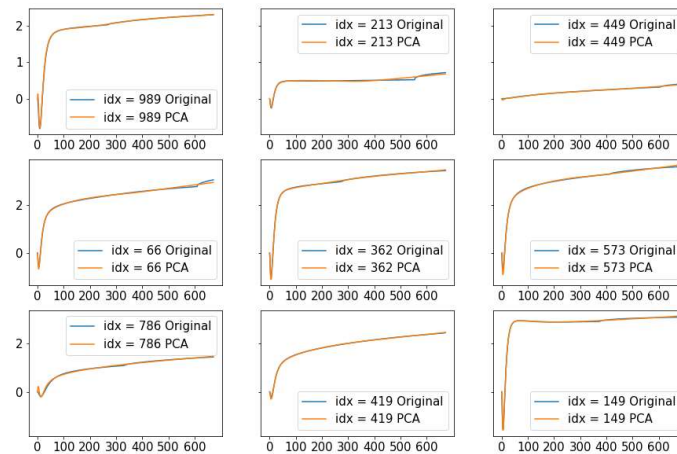 2
1
0
idx = 989 Original
idx = 989 PCA
0 100 200 300 400 500 600
idx = 213 Original
idx = 213 PCA
0 100 200 300 400 500 600
idx = 449 Original
idx = 449 PCA
0 100 200 300 400 500 600
2
0
idx = 66 Original
idx = 66 PCA
0 100 200 300 400 500 600
idx = 362 Original
idx = 362 PCA
0 100 200 300 400 500 600
idx = 573 Original
idx = 573 PCA
0 100 200 300 400 500 600
2
0
idx = 786 Original
idx = 786 PCA
0 100 200 300 400 500 600
idx = 419 Original
idx = 419 PCA
0 100 200 300 400 500 600
idx = 149 Original
idx = 149 PCA
0 100 200 300 400 500 600